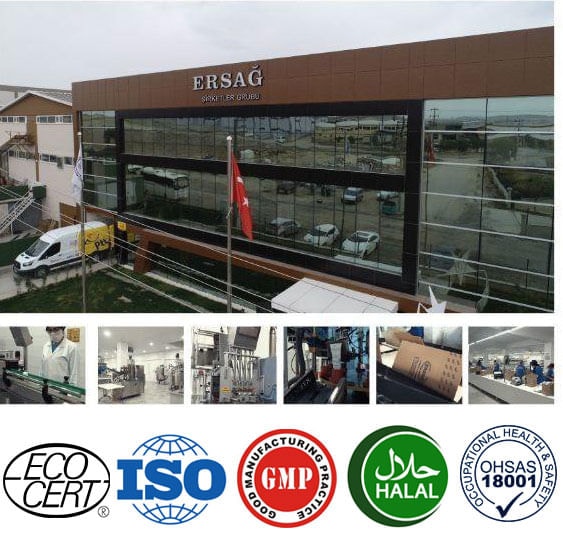 ERSAĞ
ŞİRKETLER GRUBU
ECO
CERT
®
ISO
GOOD MANUFACTURING PRACTICE
GMP
حلال
HALAL
OCCUPATIONAL HEALTH & SAFETY
OHSAS
18001